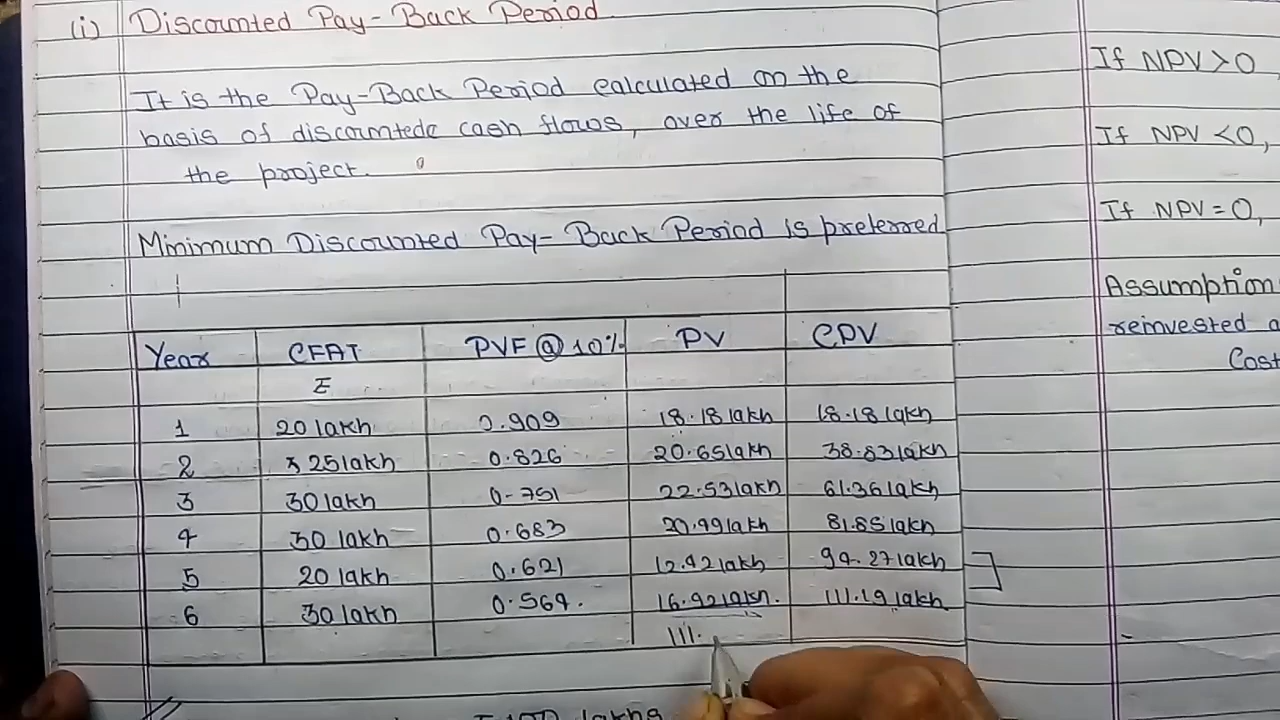 (i) Discounted Pay-Back Period
It is the Pay-Back Period calculated on the
basis of discountede cash flows, over the life of
the project.
Minimum Discounted Pay-Back Period is preferred
Year CFAT PVF @ 10% PV CPV
1 20 lakh 0.909 18.18 lakh 18.18 lakh
2 ₹ 25 lakh 0.826 20.65 lakh 38.83 lakh
3 30 lakh 0.751 22.53 lakh 61.36 lakh
4 30 lakh 0.683 20.49 lakh 81.85 lakh
5 20 lakh 0.621 12.42 lakh 94.27 lakh
6 30 lakh 0.564. 16.92 lakh. 111.19 lakh
111.
₹ 100 lakhs
If NPV > 0
If NPV < 0,
If NPV = 0,
Assumption
reinvested a
Cost